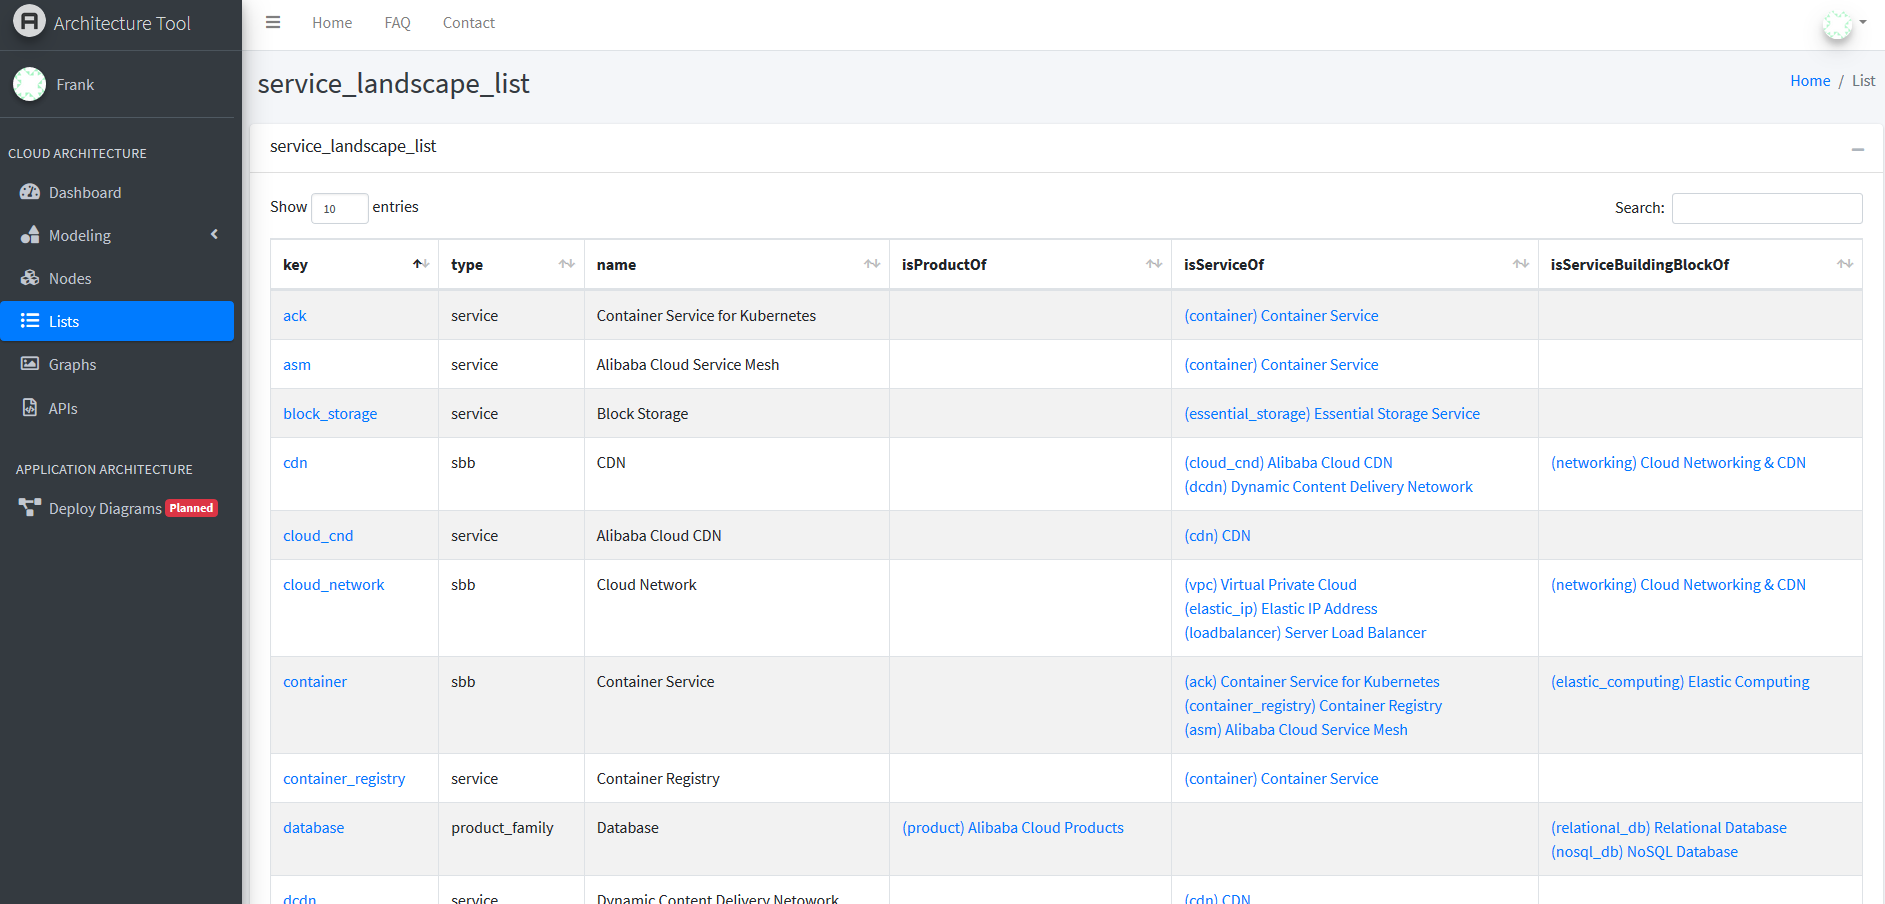 Architecture Tool
Home FAQ Contact
Frank
service_landscape_list
Home / List
CLOUD ARCHITECTURE
Dashboard
Modeling
Nodes
Lists
Graphs
APIs
APPLICATION ARCHITECTURE
Deploy Diagrams Planned
service_landscape_list
Show 10 entries
Search:
key type name isProductOf isServiceOf isServiceBuildingBlockOf
ack service Container Service for Kubernetes (container) Container Service
asm service Alibaba Cloud Service Mesh (container) Container Service
block_storage service Block Storage (essential_storage) Essential Storage Service
cdn sbb CDN (cloud_cnd) Alibaba Cloud CDN (networking) Cloud Networking & CDN
(dcdn) Dynamic Content Delivery Netowork
cloud_cnd service Alibaba Cloud CDN (cdn) CDN
cloud_network sbb Cloud Network (vpc) Virtual Private Cloud (networking) Cloud Networking & CDN
(elastic_ip) Elastic IP Address
(loadbalancer) Server Load Balancer
container sbb Container Service (ack) Container Service for Kubernetes (elastic_computing) Elastic Computing
(container_registry) Container Registry
(asm) Alibaba Cloud Service Mesh
container_registry service Container Registry (container) Container Service
database product_family Database (product) Alibaba Cloud Products (relational_db) Relational Database
(nosql_db) NoSQL Database
dcdn service Dynamic Content Delivery Netowork (cdn) CDN